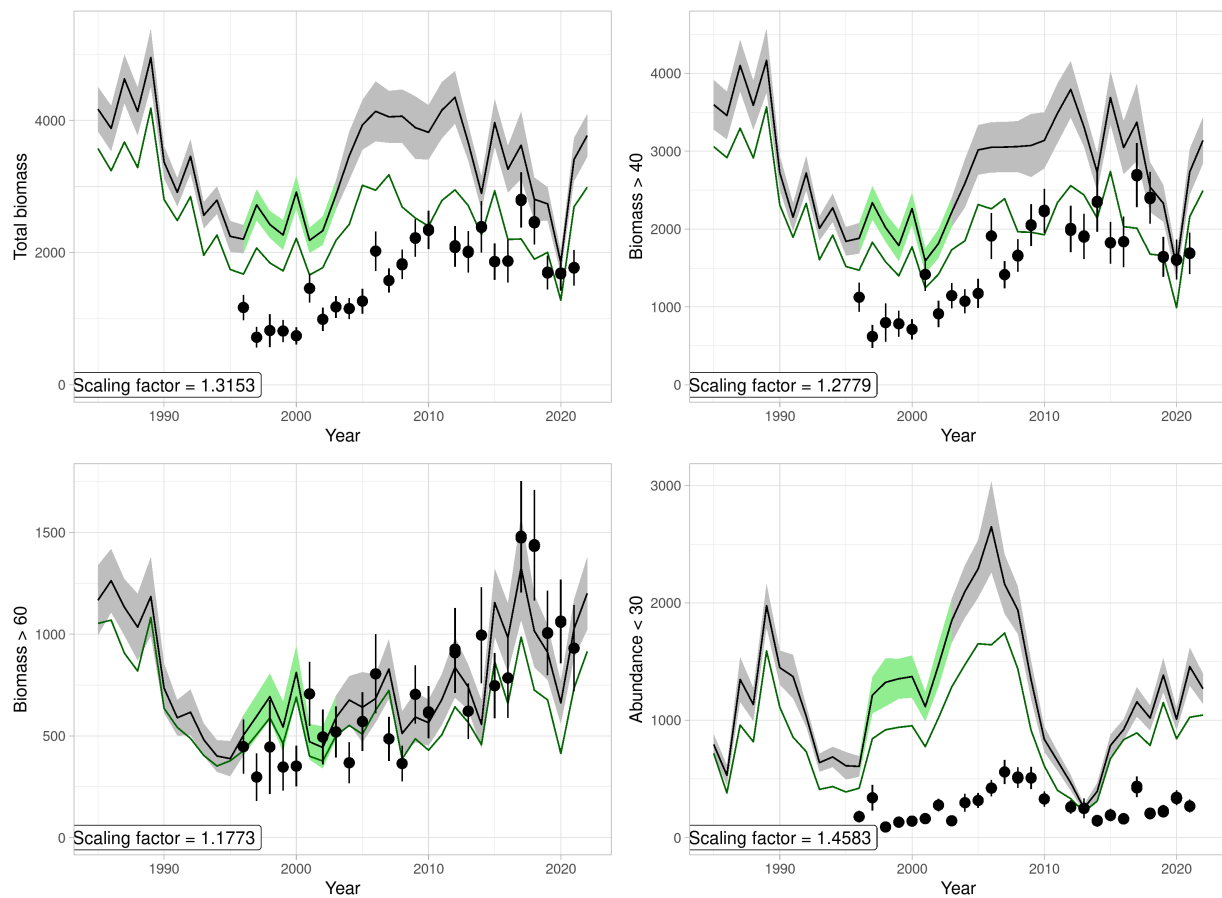 Total biomass
4000
2000
0
Scaling factor = 1.3153
1990
2000
2010
2020
Year
Biomass > 40
4000
3000
2000
1000
0
Scaling factor = 1.2779
1990
2000
2010
2020
Year
Biomass > 60
1500
1000
500
0
Scaling factor = 1.1773
1990
2000
2010
2020
Year
Abundance < 30
3000
2000
1000
0
Scaling factor = 1.4583
1990
2000
2010
2020
Year